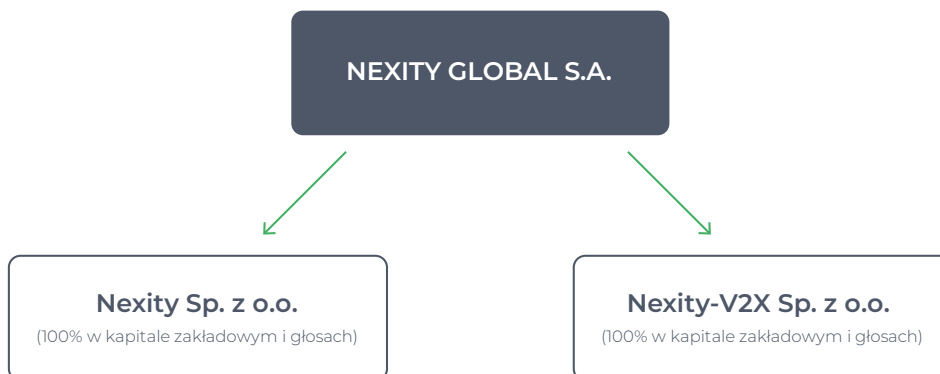 NEXITY GLOBAL S.A.
Nexity Sp. z o.o.
(100% w kapitale zakładowym i głosach)
Nexity-V2X Sp. z o.o.
(100% w kapitale zakładowym i głosach)